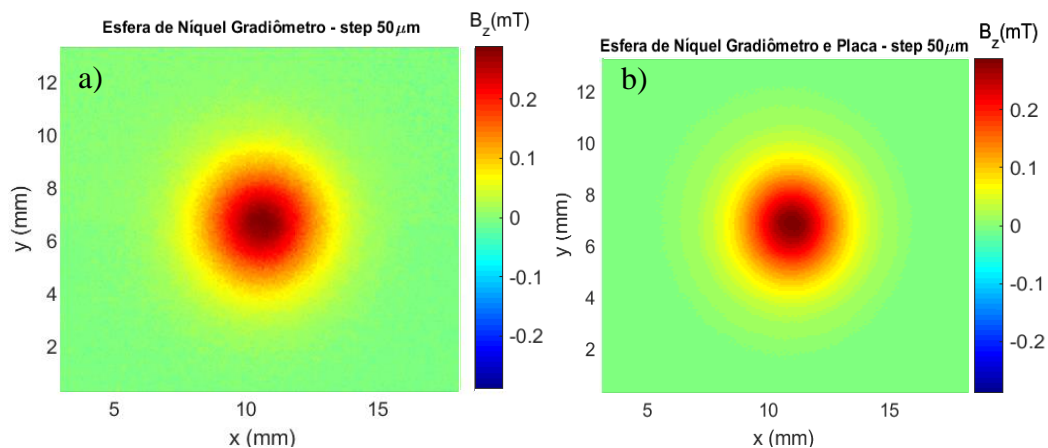 Esfera de Níquel Gradiômetro - step 50μm
B_z(mT)
a)
12
10
8
6
4
2
y (mm)
5
10
15
x (mm)
0.2
0.1
0
-0.1
-0.2
Esfera de Níquel Gradiômetro e Placa - step 50μm
B_z(mT)
b)
12
10
8
6
4
2
y (mm)
5
10
15
x (mm)
0.2
0.1
0
-0.1
-0.2